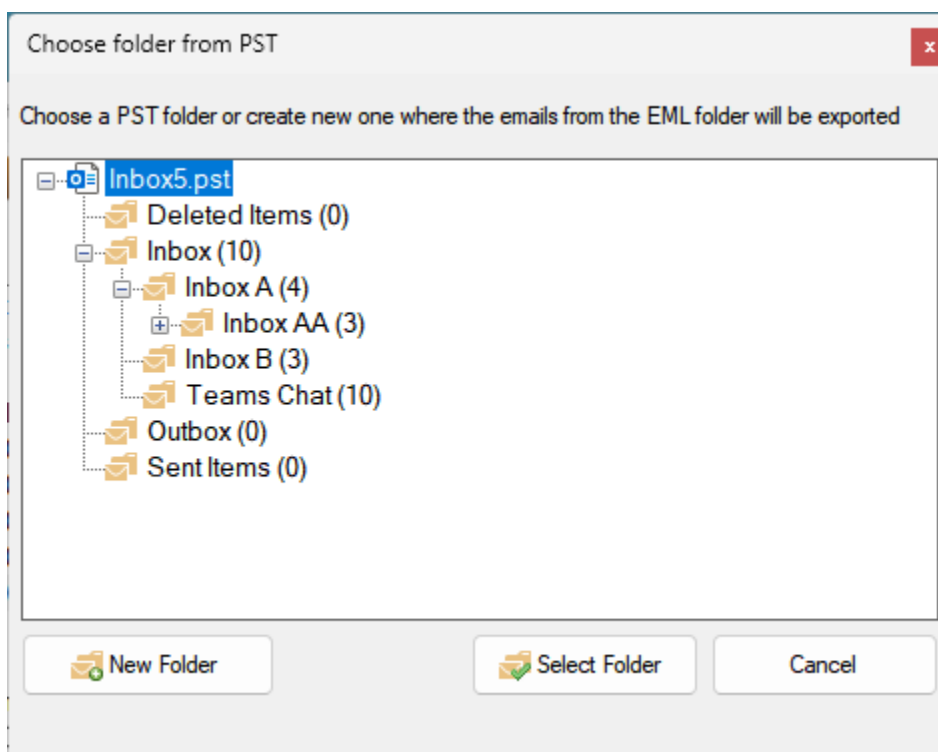 Choose folder from PST
x
Choose a PST folder or create new one where the emails from the EML folder will be exported
Inbox5.pst
Deleted Items (0)
Inbox (10)
Inbox A (4)
Inbox AA (3)
Inbox B (3)
Teams Chat (10)
Outbox (0)
Sent Items (0)
New Folder Select Folder Cancel